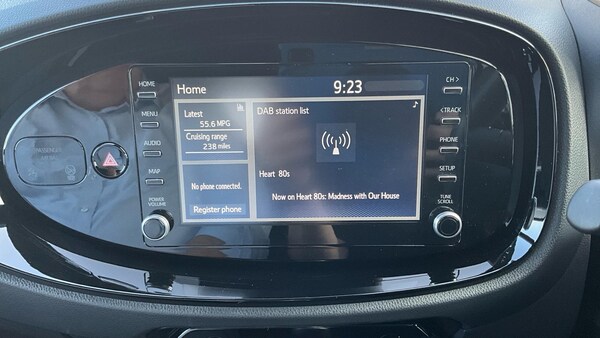 HOME
MENU
AUDIO
MAP
POWER
VOLUME
Home
9:23
Latest
55.6 MPG
Cruising range
238 miles
No phone connected.
Register phone
DAB station list
Heart 80s
Now on Heart 80s: Madness with Our House
CH >
<TRACK
PHONE
SETUP
TUNE
SCROLL
PASSENGER